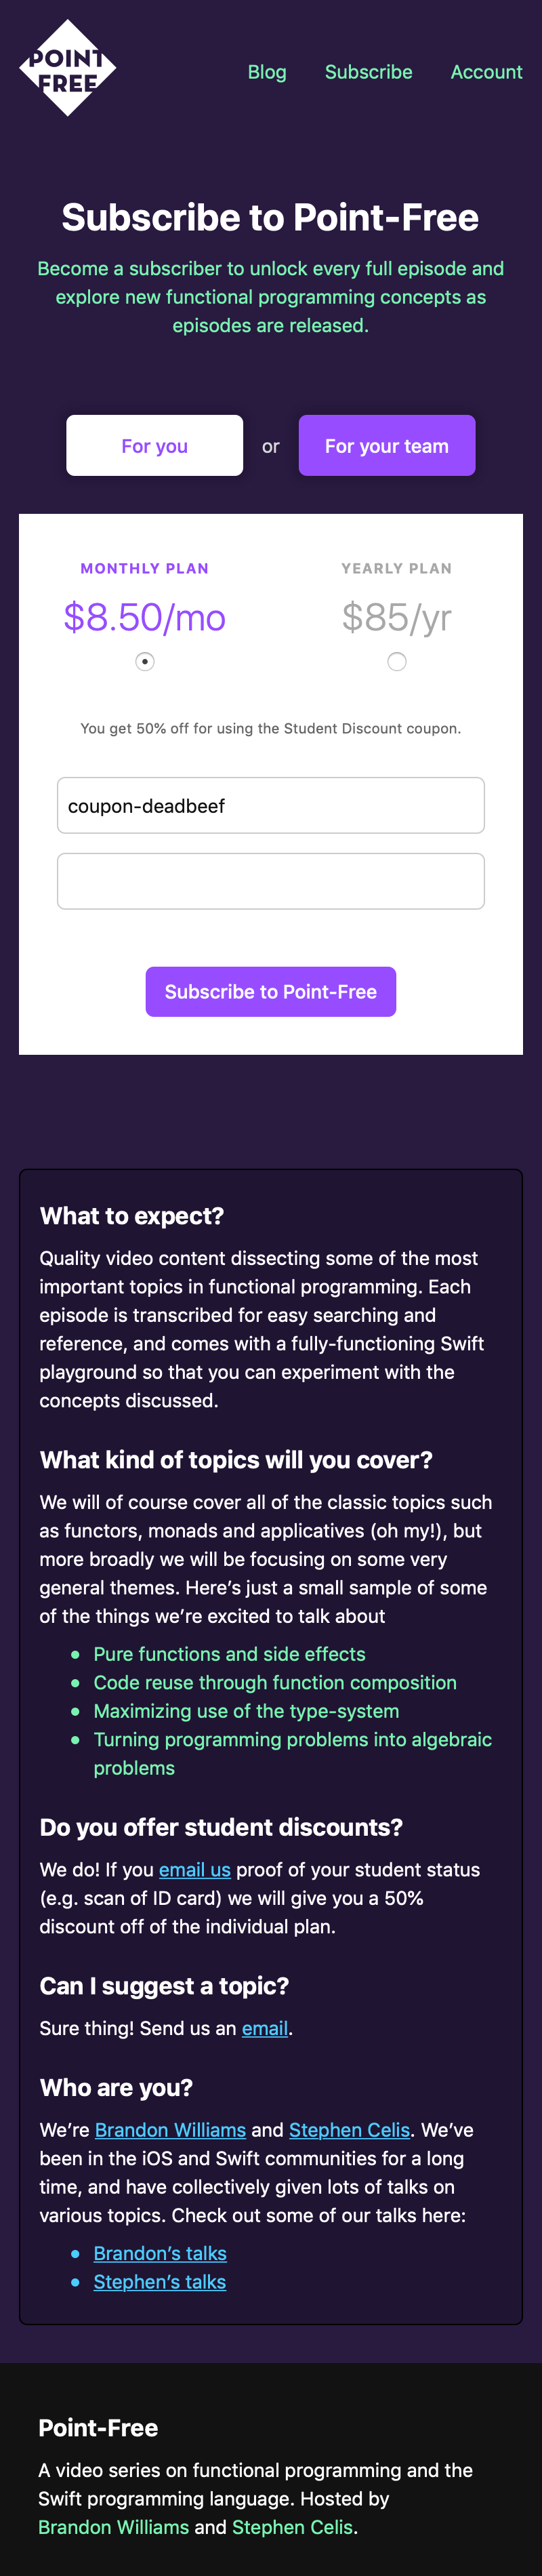 POINT
FREE
Blog Subscribe Account
Subscribe to Point-Free
Become a subscriber to unlock every full episode and
explore new functional programming concepts as
episodes are released.
For you or For your team
MONTHLY PLAN YEARLY PLAN
$8.50/mo $85/yr
You get 50% off for using the Student Discount coupon.
coupon-deadbeef
Subscribe to Point-Free
What to expect?
Quality video content dissecting some of the most
important topics in functional programming. Each
episode is transcribed for easy searching and
reference, and comes with a fully-functioning Swift
playground so that you can experiment with the
concepts discussed.
What kind of topics will you cover?
We will of course cover all of the classic topics such
as functors, monads and applicatives (oh my!), but
more broadly we will be focusing on some very
general themes. Here’s just a small sample of some
of the things we’re excited to talk about
• Pure functions and side effects
• Code reuse through function composition
• Maximizing use of the type-system
• Turning programming problems into algebraic
problems
Do you offer student discounts?
We do! If you email us proof of your student status
(e.g. scan of ID card) we will give you a 50%
discount off of the individual plan.
Can I suggest a topic?
Sure thing! Send us an email.
Who are you?
We’re Brandon Williams and Stephen Celis. We’ve
been in the iOS and Swift communities for a long
time, and have collectively given lots of talks on
various topics. Check out some of our talks here:
• Brandon’s talks
• Stephen’s talks
Point-Free
A video series on functional programming and the
Swift programming language. Hosted by
Brandon Williams and Stephen Celis.